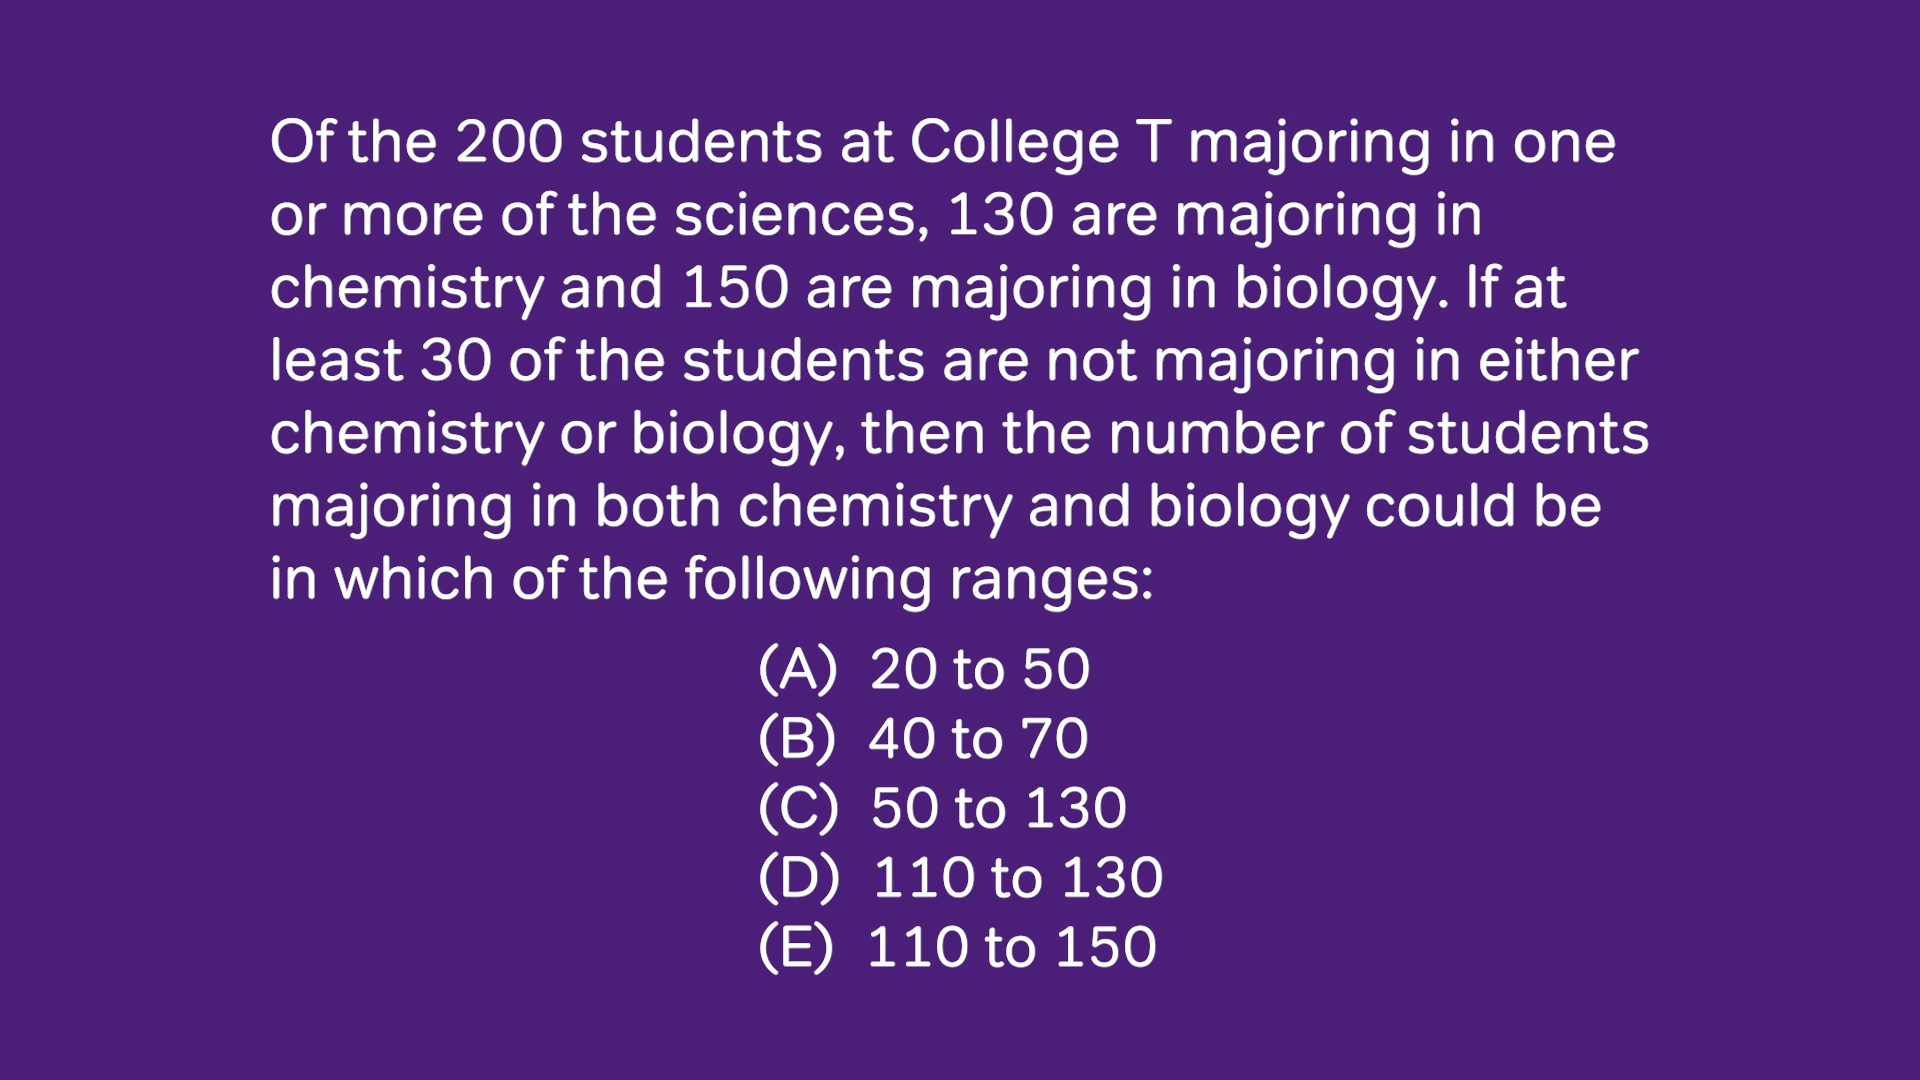 Of the 200 students at College T majoring in one
or more of the sciences, 130 are majoring in
chemistry and 150 are majoring in biology. If at
least 30 of the students are not majoring in either
chemistry or biology, then the number of students
majoring in both chemistry and biology could be
in which of the following ranges:
(A) 20 to 50
(B) 40 to 70
(C) 50 to 130
(D) 110 to 130
(E) 110 to 150